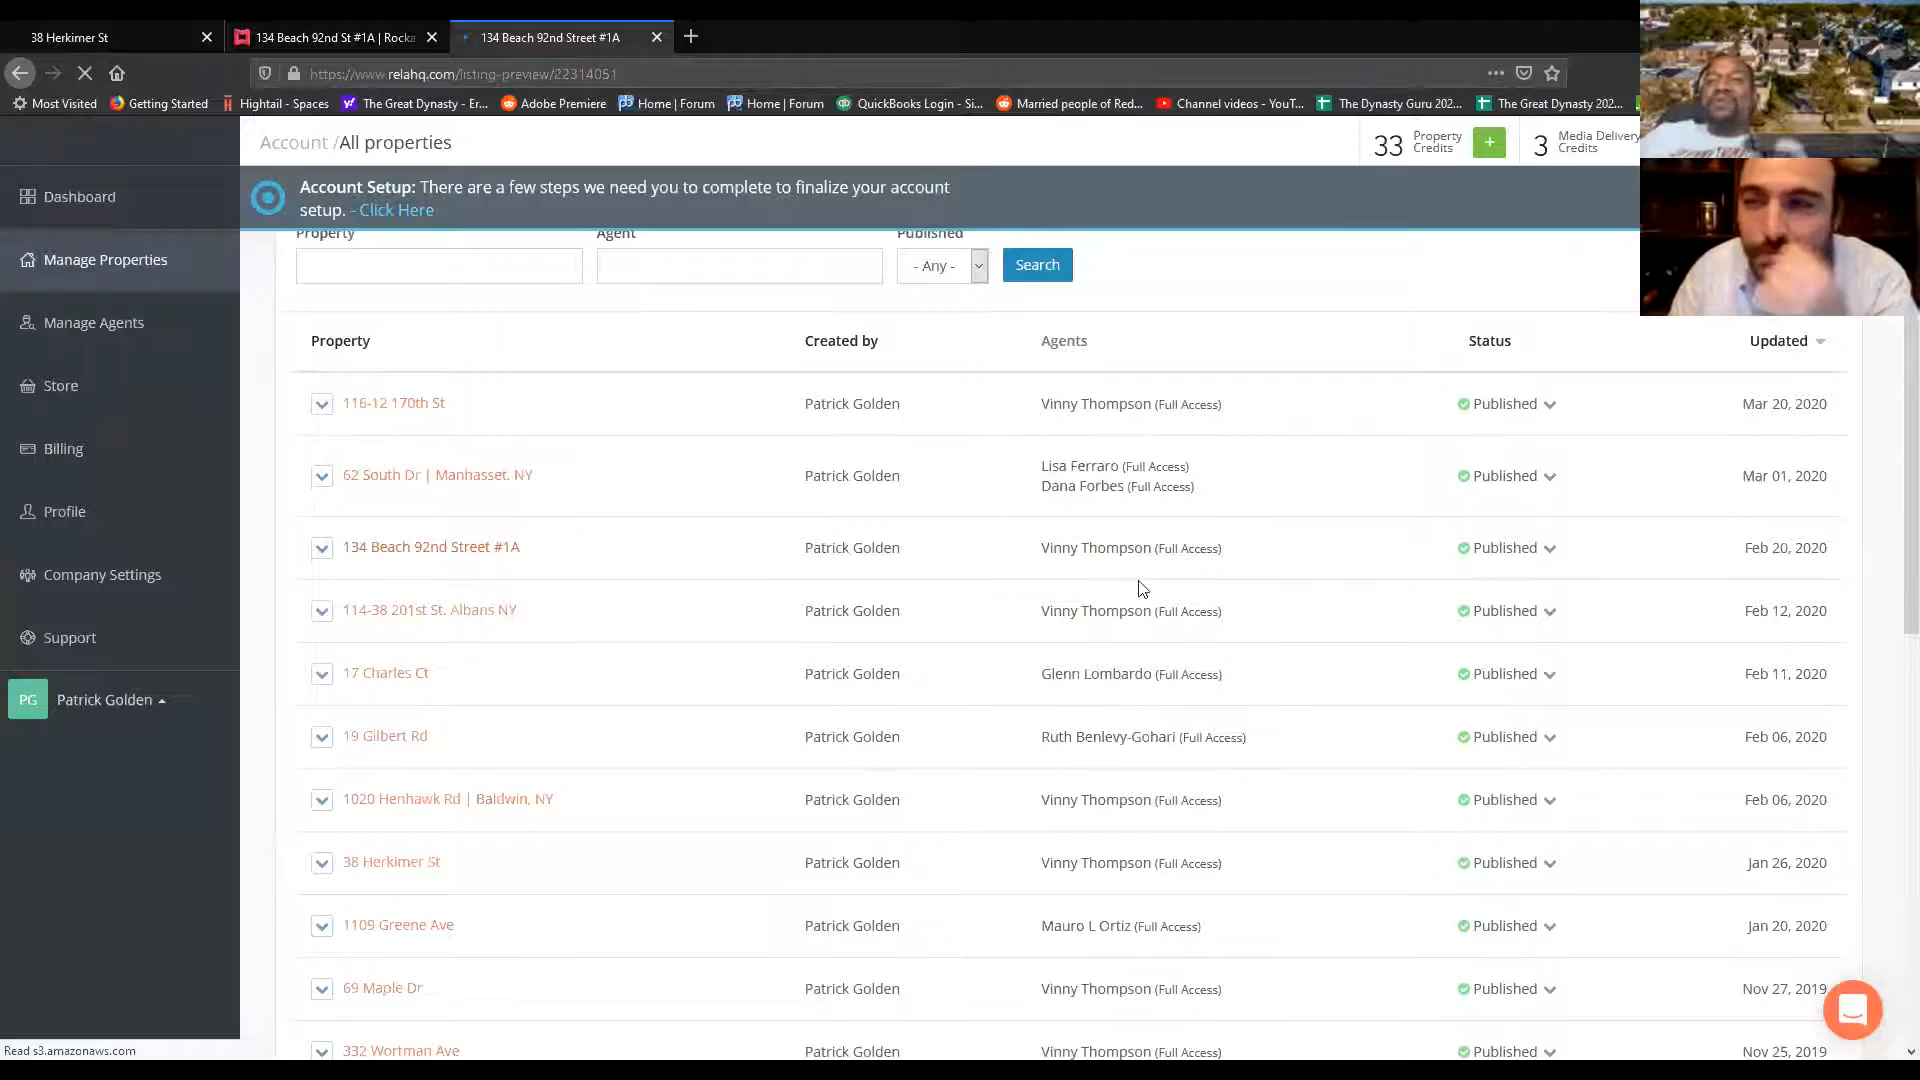 38 Herkimer St
134 Beach 92nd St #1A | Rocka
134 Beach 92nd Street #1A
https://www.relahq.com/listing-preview/22314051
Most Visited
Getting Started
Hightail - Spaces
The Great Dynasty - Er...
Adobe Premiere
Home | Forum
Home | Forum
QuickBooks Login - Si...
Married people of Red...
Channel videos - YouT...
The Dynasty Guru 202...
The Great Dynasty 202...
Account / All properties
33 Property Credits +
3 Media Delivery Credits
Account Setup: There are a few steps we need you to complete to finalize your account
setup. - Click Here
Dashboard
Manage Properties
Manage Agents
Store
Billing
Profile
Company Settings
Support
PG Patrick Golden
Property Agent Published
- Any - Search
Property Created by Agents Status Updated
116-12 170th St Patrick Golden Vinny Thompson (Full Access) Published Mar 20, 2020
62 South Dr | Manhasset, NY Patrick Golden Lisa Ferraro (Full Access) Published Mar 01, 2020
Dana Forbes (Full Access)
134 Beach 92nd Street #1A Patrick Golden Vinny Thompson (Full Access) Published Feb 20, 2020
114-38 201st St. Albans NY Patrick Golden Vinny Thompson (Full Access) Published Feb 12, 2020
17 Charles Ct Patrick Golden Glenn Lombardo (Full Access) Published Feb 11, 2020
19 Gilbert Rd Patrick Golden Ruth Benlevy-Gohari (Full Access) Published Feb 06, 2020
1020 Henhawk Rd | Baldwin, NY Patrick Golden Vinny Thompson (Full Access) Published Feb 06, 2020
38 Herkimer St Patrick Golden Vinny Thompson (Full Access) Published Jan 26, 2020
1109 Greene Ave Patrick Golden Mauro L Ortiz (Full Access) Published Jan 20, 2020
69 Maple Dr Patrick Golden Vinny Thompson (Full Access) Published Nov 27, 2019
332 Wortman Ave Patrick Golden Vinny Thompson (Full Access) Published Nov 25, 2019
Read s3.amazonaws.com